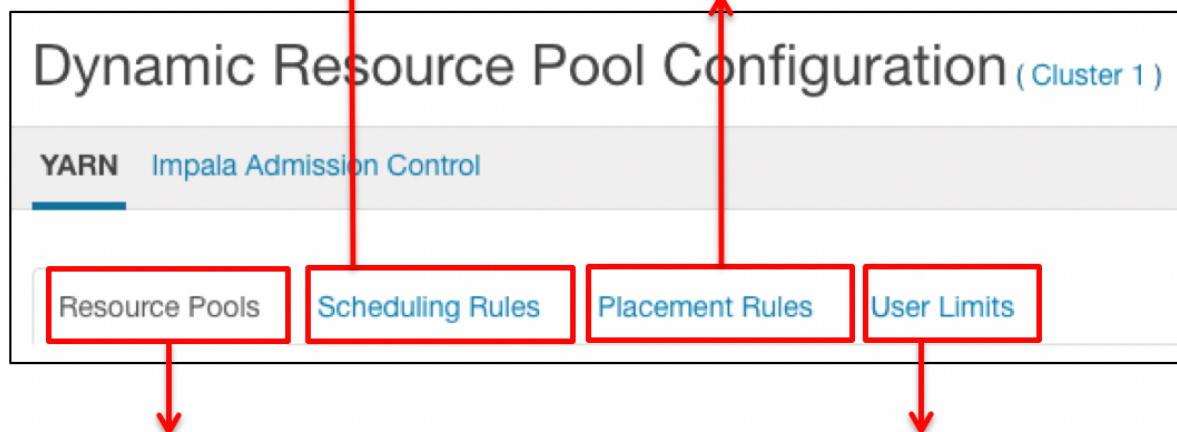 Dynamic Resource Pool Configuration ( Cluster 1 )
YARN Impala Admission Control
Resource Pools Scheduling Rules Placement Rules User Limits